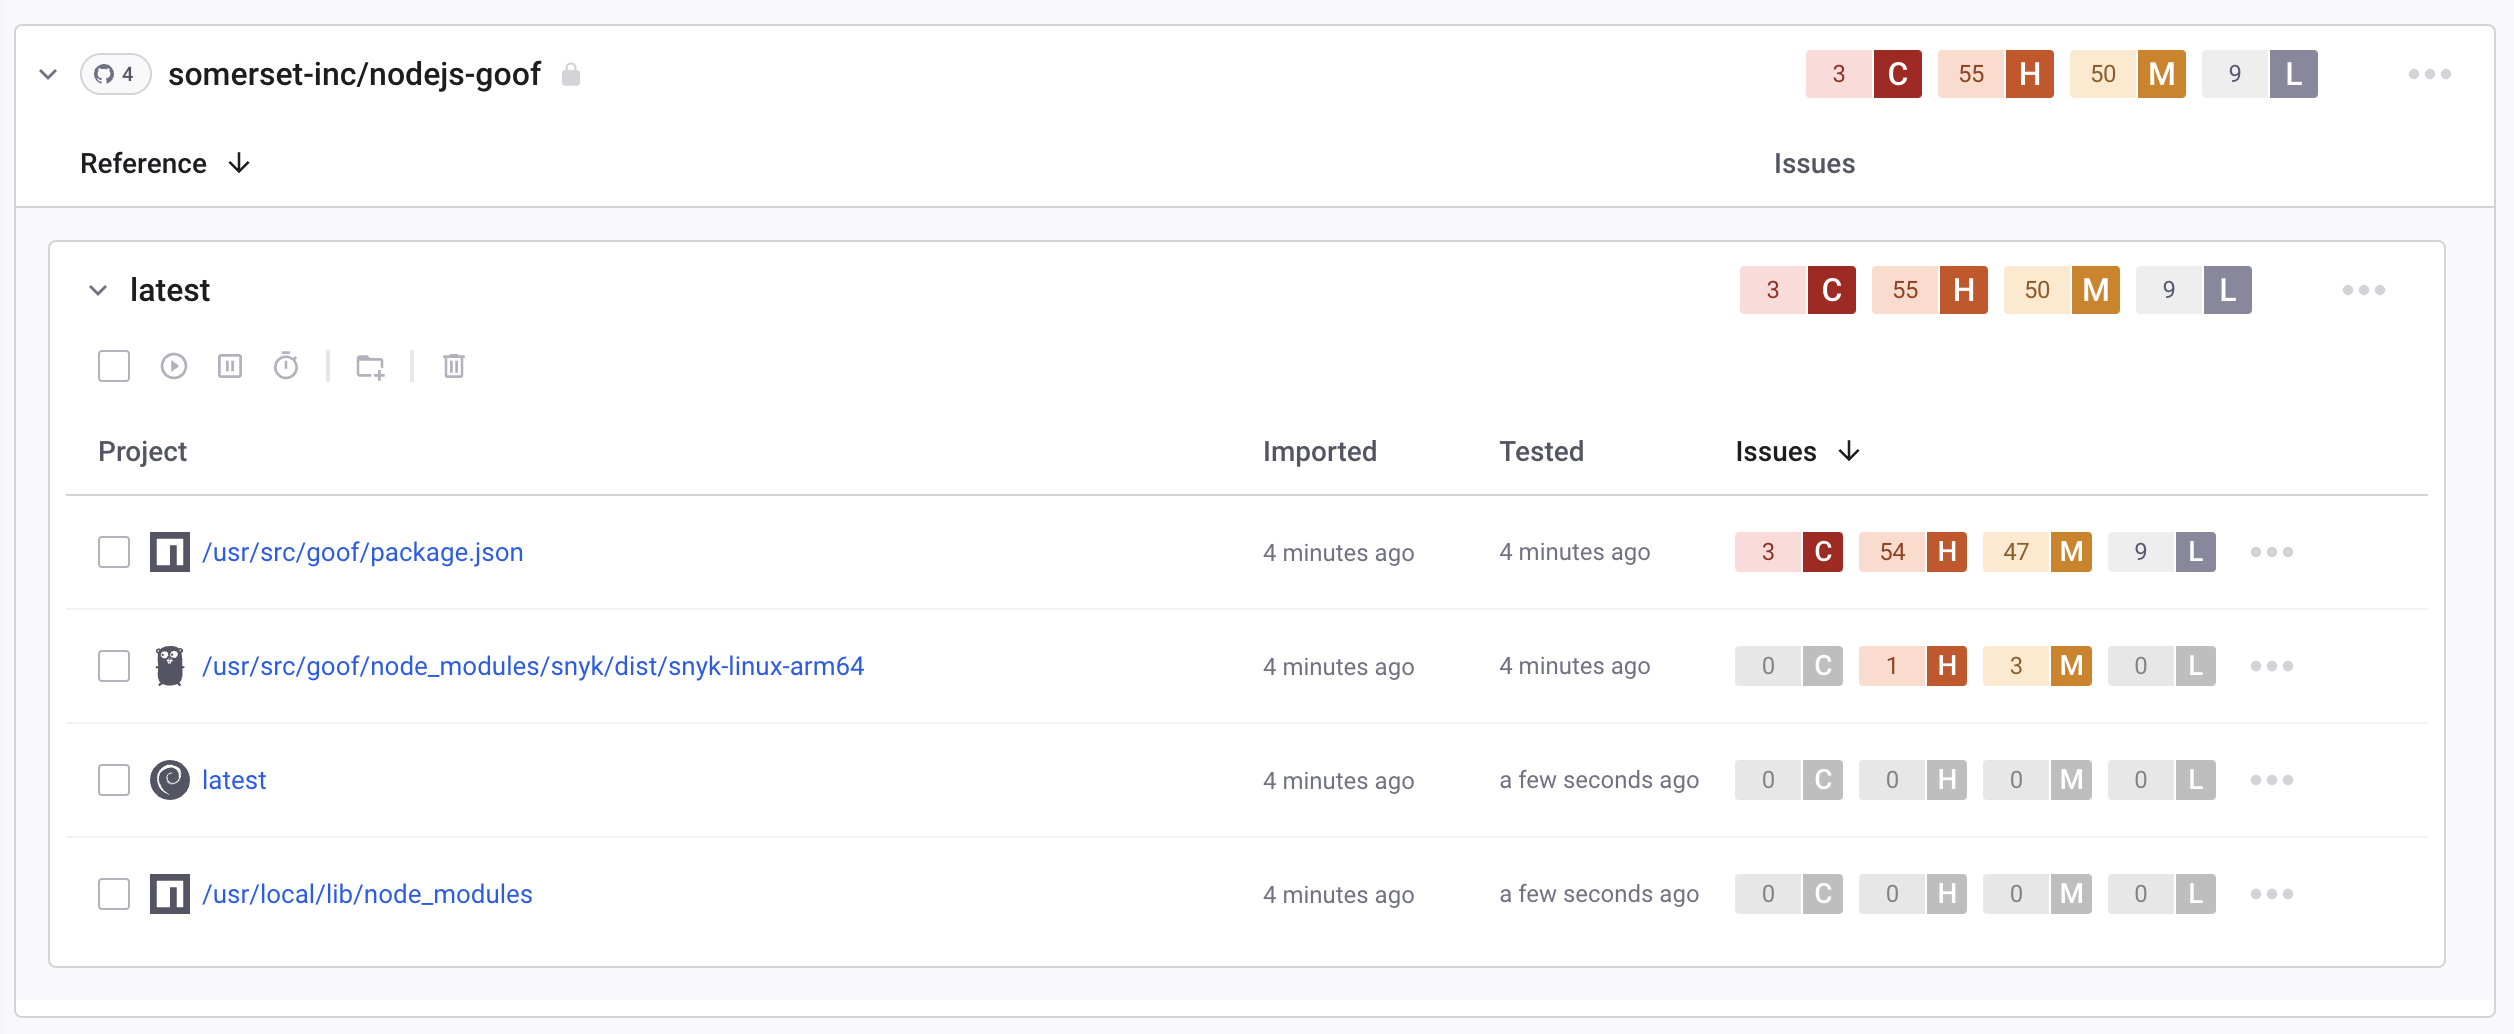 4 somerset-inc/nodejs-goof 3 C 55 H 50 M 9 L
Reference Issues
latest 3 C 55 H 50 M 9 L
Project Imported Tested Issues
/usr/src/goof/package.json 4 minutes ago 4 minutes ago 3 C 54 H 47 M 9 L
/usr/src/goof/node_modules/snyk/dist/snyk-linux-arm64 4 minutes ago 4 minutes ago 0 C 1 H 3 M 0 L
latest 4 minutes ago a few seconds ago 0 C 0 H 0 M 0 L
/usr/local/lib/node_modules 4 minutes ago a few seconds ago 0 C 0 H 0 M 0 L